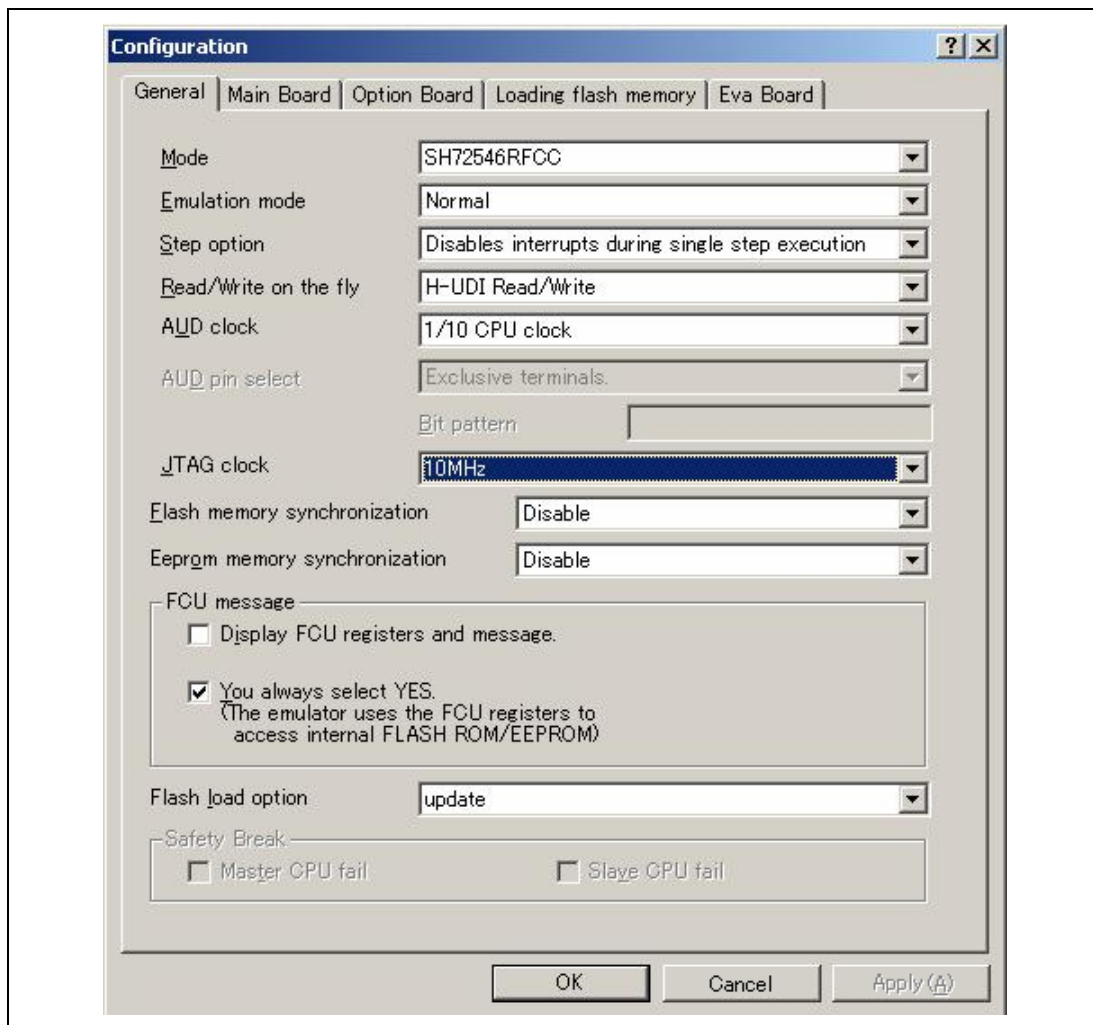 Configuration
General Main Board Option Board Loading flash memory Eva Board
Mode SH72546RFCC
Emulation mode Normal
Step option Disables interrupts during single step execution
Read/Write on the fly H-UDI Read/Write
AUD clock 1/10 CPU clock
AUD pin select Exclusive terminals.
Bit pattern
JTAG clock 10MHz
Flash memory synchronization Disable
Eeprom memory synchronization Disable
FCU message
Display FCU registers and message.
You always select YES.
(The emulator uses the FCU registers to
access internal FLASH ROM/EEPROM)
Flash load option update
Safety Break
Master CPU fail Slave CPU fail
OK Cancel Apply(A)